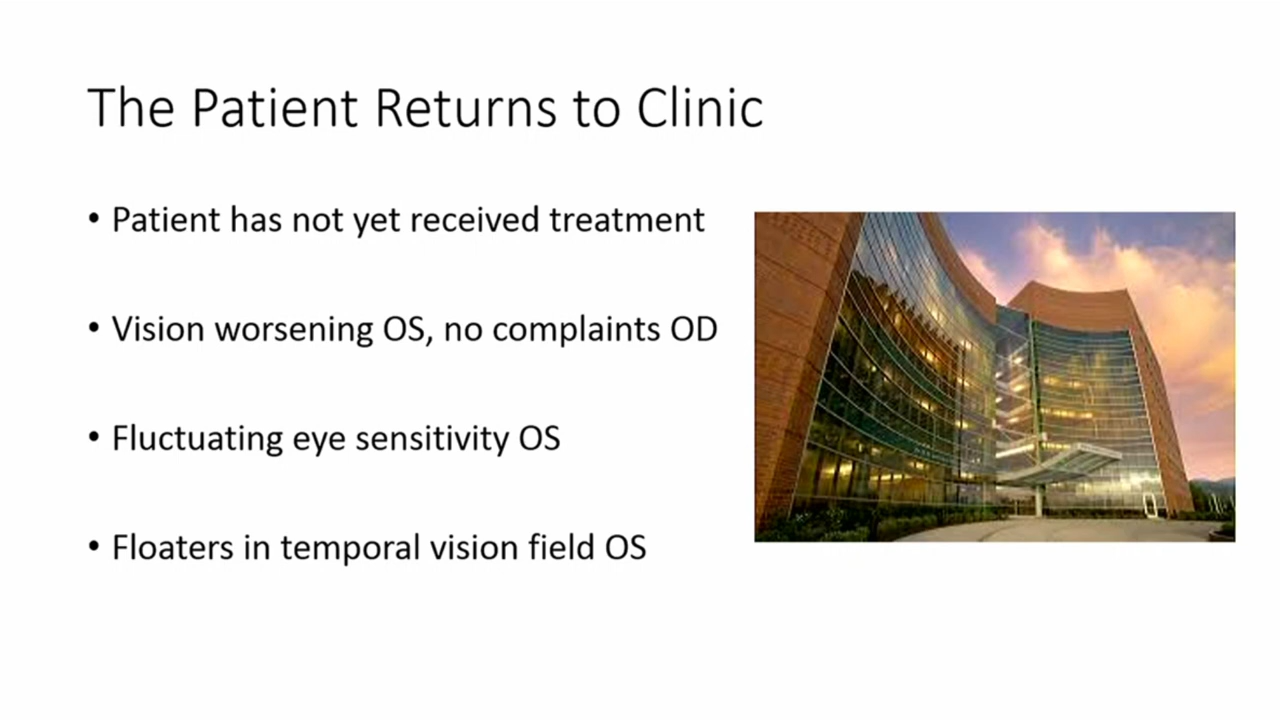 The Patient Returns to Clinic
• Patient has not yet received treatment
• Vision worsening OS, no complaints OD
• Fluctuating eye sensitivity OS
• Floaters in temporal vision field OS